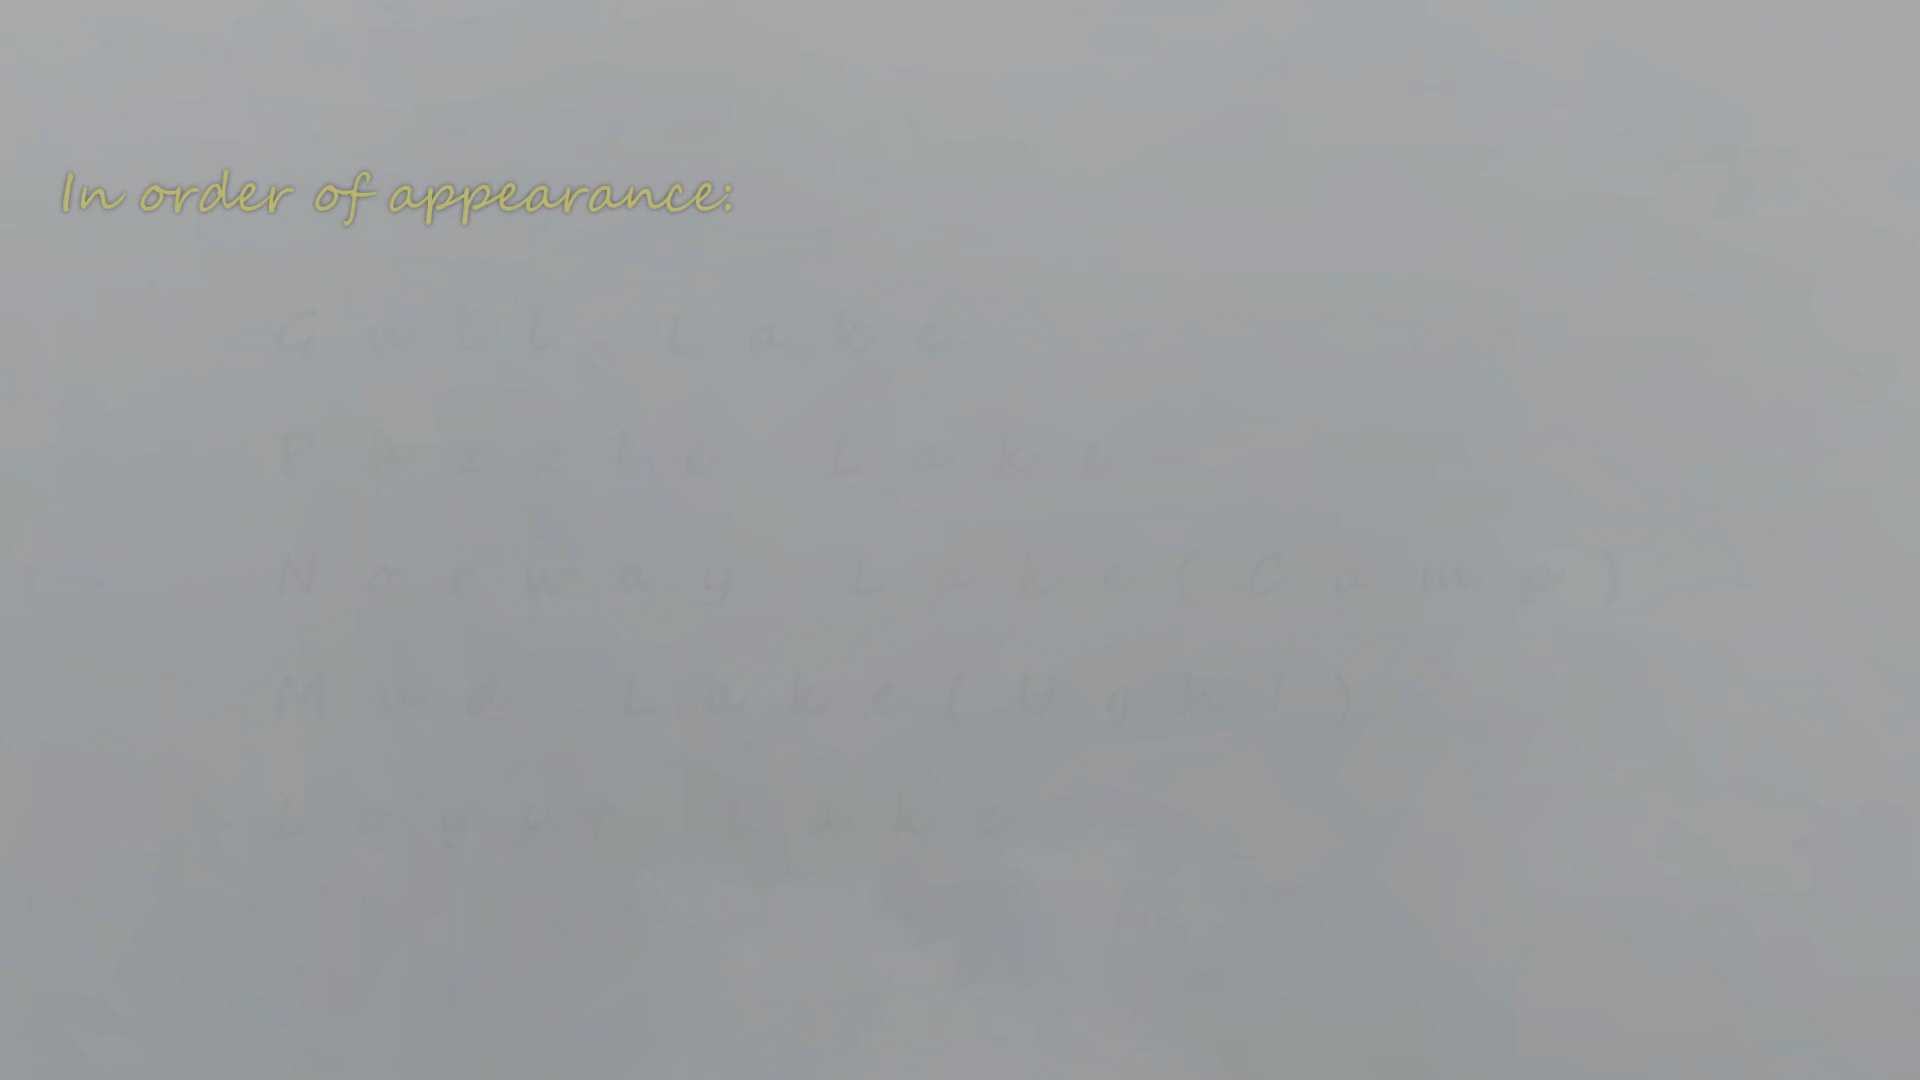 In order of appearance:
Gull Lake
Puzzle Lake
Norway Lake(Camp)
Mud Lake(Ugh!)
Lake